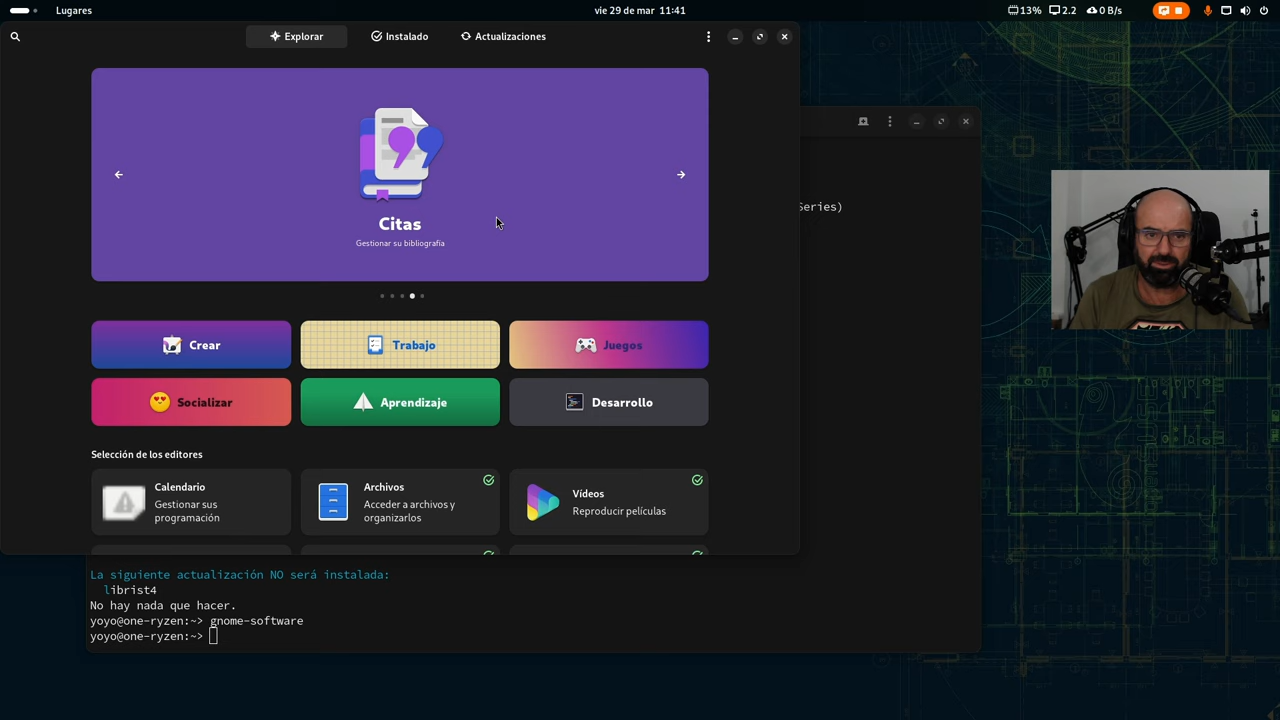 Lugares
vie 29 de mar 11:41
13% 2.2 0 B/s
Explorar
Instalado
Actualizaciones
Citas
Gestionar su bibliografía
Crear
Trabajo
Juegos
Socializar
Aprendizaje
Desarrollo
Selección de los editores
Calendario
Gestionar sus
programación
Archivos
Acceder a archivos y
organizarlos
Vídeos
Reproducir películas
Series)
La siguiente actualización NO será instalada:
librist4
No hay nada que hacer.
yoyo@one-ryzen:~> gnome-software
yoyo@one-ryzen:~>